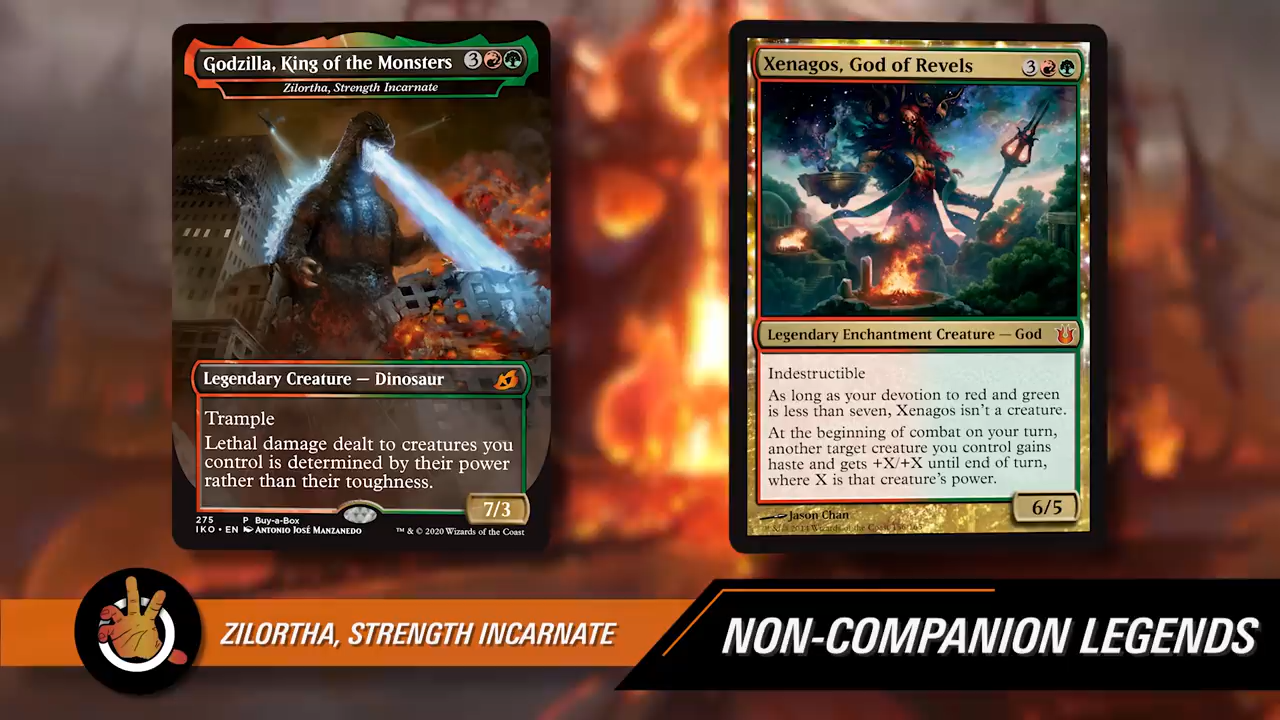 Godzilla, King of the Monsters 3
Zilortha, Strength Incarnate
Legendary Creature — Dinosaur
Trample
Lethal damage dealt to creatures you
control is determined by their power
rather than their toughness.
7/3
275 P Buy-a-Box
IKO • EN Antonio José Manzanedo
™ & © 2020 Wizards of the Coast
Xenagos, God of Revels 3
Legendary Enchantment Creature — God
Indestructible
As long as your devotion to red and green
is less than seven, Xenagos isn't a creature.
At the beginning of combat on your turn,
another target creature you control gains
haste and gets +X/+X until end of turn,
where X is that creature's power.
6/5
Jason Chan
ZILORTHA, STRENGTH INCARNATE
NON-COMPANION LEGENDS